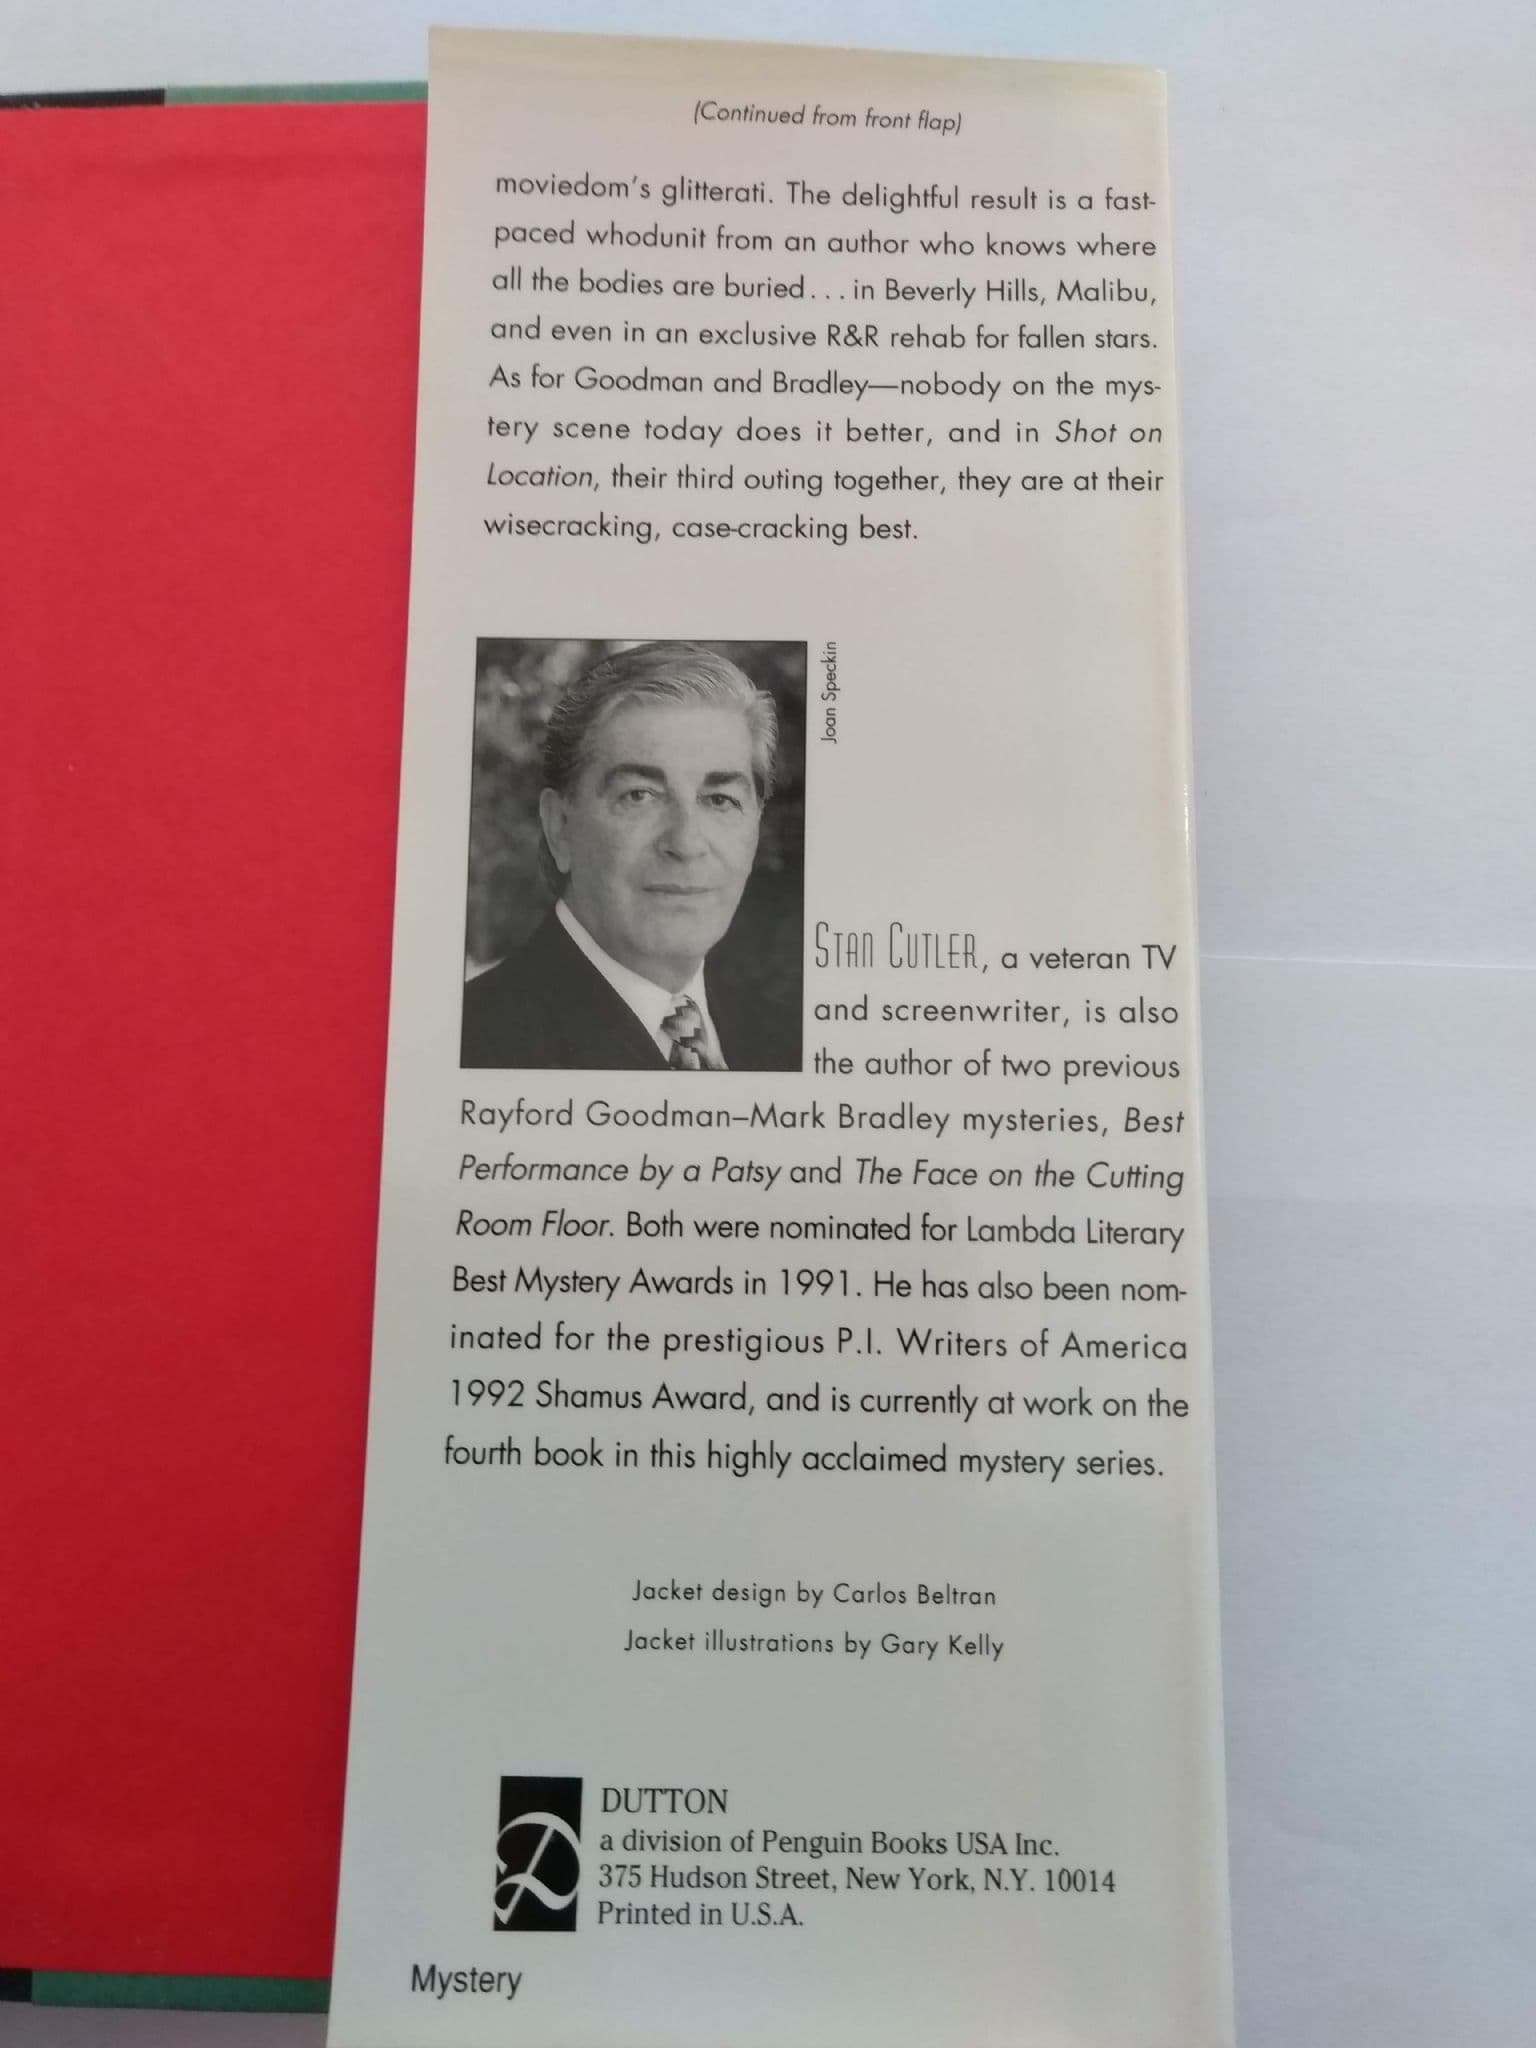 (Continued from front flap)
moviedom's glitterati. The delightful result is a fast-
paced whodunit from an author who knows where
all the bodies are buried . . . in Beverly Hills, Malibu,
and even in an exclusive R&R rehab for fallen stars.
As for Goodman and Bradley—nobody on the mys-
tery scene today does it better, and in Shot on
Location, their third outing together, they are at their
wisecracking, case-cracking best.
Joan Speckin
STAN CUTLER, a veteran TV
and screenwriter, is also
the author of two previous
Rayford Goodman–Mark Bradley mysteries, Best
Performance by a Patsy and The Face on the Cutting
Room Floor. Both were nominated for Lambda Literary
Best Mystery Awards in 1991. He has also been nom-
inated for the prestigious P.I. Writers of America
1992 Shamus Award, and is currently at work on the
fourth book in this highly acclaimed mystery series.
Jacket design by Carlos Beltran
Jacket illustrations by Gary Kelly
D
DUTTON
a division of Penguin Books USA Inc.
375 Hudson Street, New York, N.Y. 10014
Printed in U.S.A.
Mystery